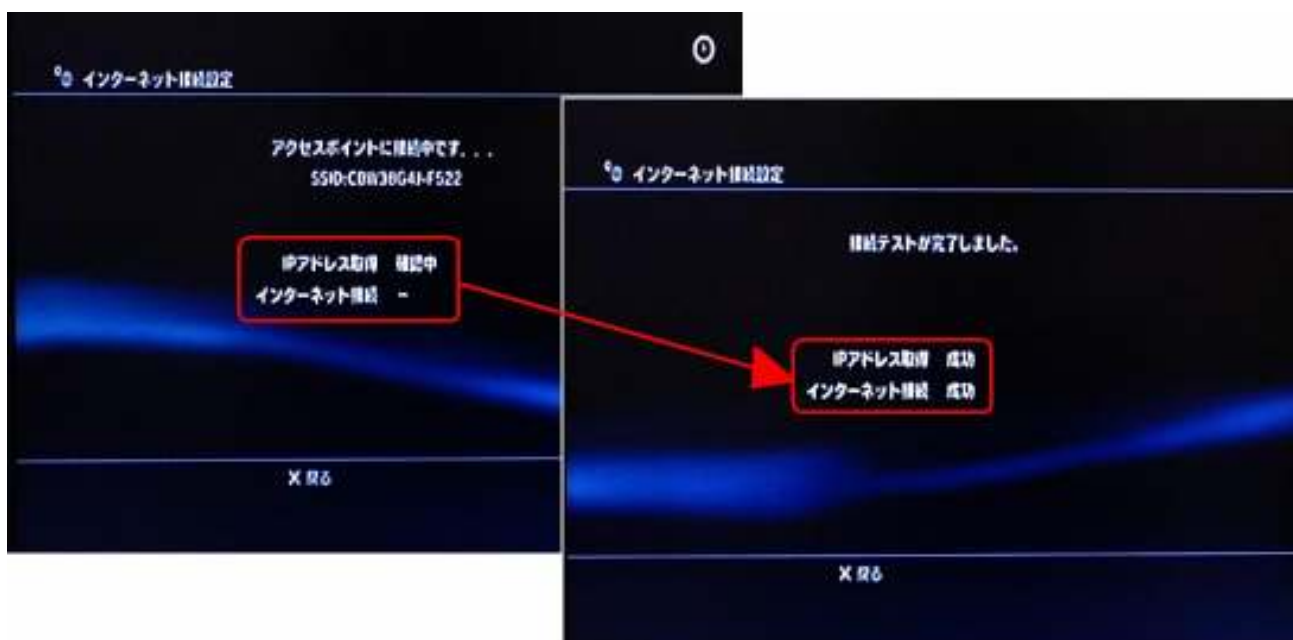 インターネット接続設定
アクセスポイントに接続中です...
IPアドレス取得 確認中
インターネット接続 -
× 戻る
インターネット接続設定
接続テストが完了しました。
IPアドレス取得 成功
インターネット接続 成功
× 戻る